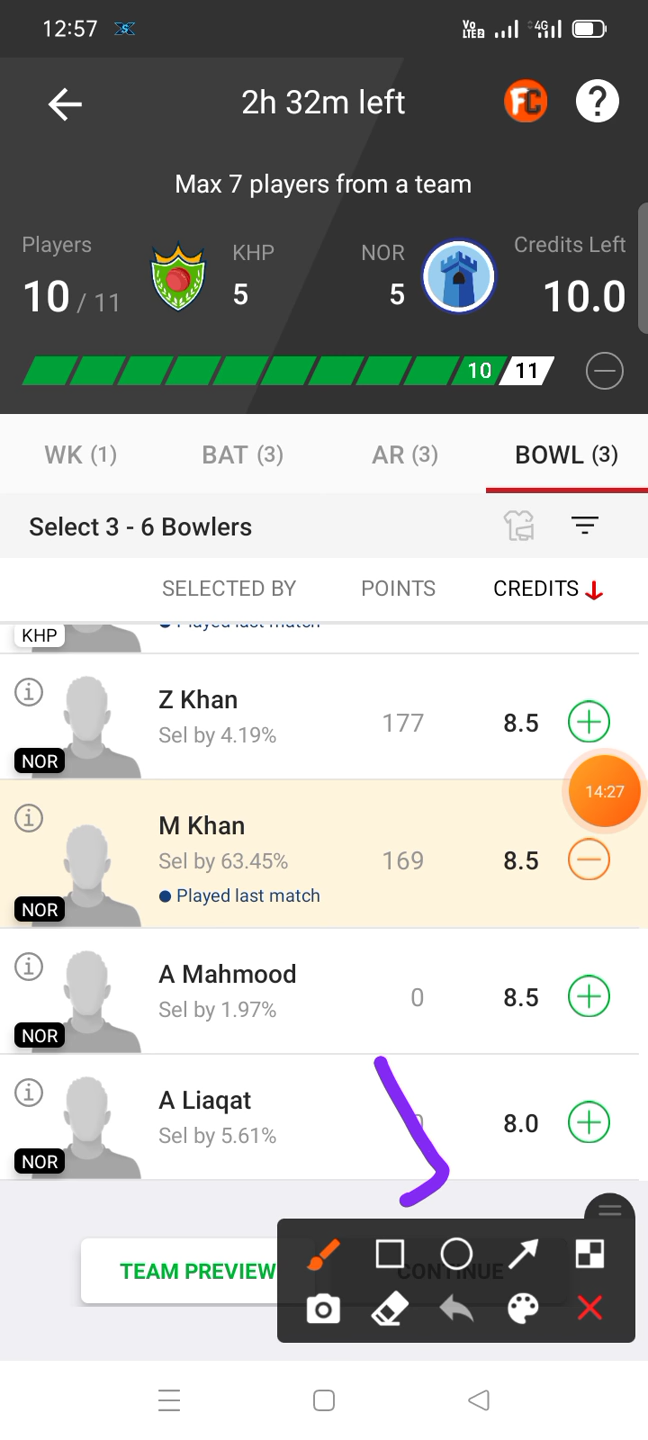 12:57
Vo LTE B 4G
2h 32m left
FC
?
Max 7 players from a team
Players
KHP
NOR
Credits Left
10 / 11
5
5
10.0
10 11
WK (1)
BAT (3)
AR (3)
BOWL (3)
Select 3 - 6 Bowlers
SELECTED BY
POINTS
CREDITS
KHP
Played last match
Z Khan
Sel by 4.19%
177
8.5
NOR
14:27
M Khan
Sel by 63.45%
169
8.5
Played last match
NOR
A Mahmood
Sel by 1.97%
0
8.5
NOR
A Liaqat
Sel by 5.61%
8.0
NOR
TEAM PREVIEW
CONTINUE